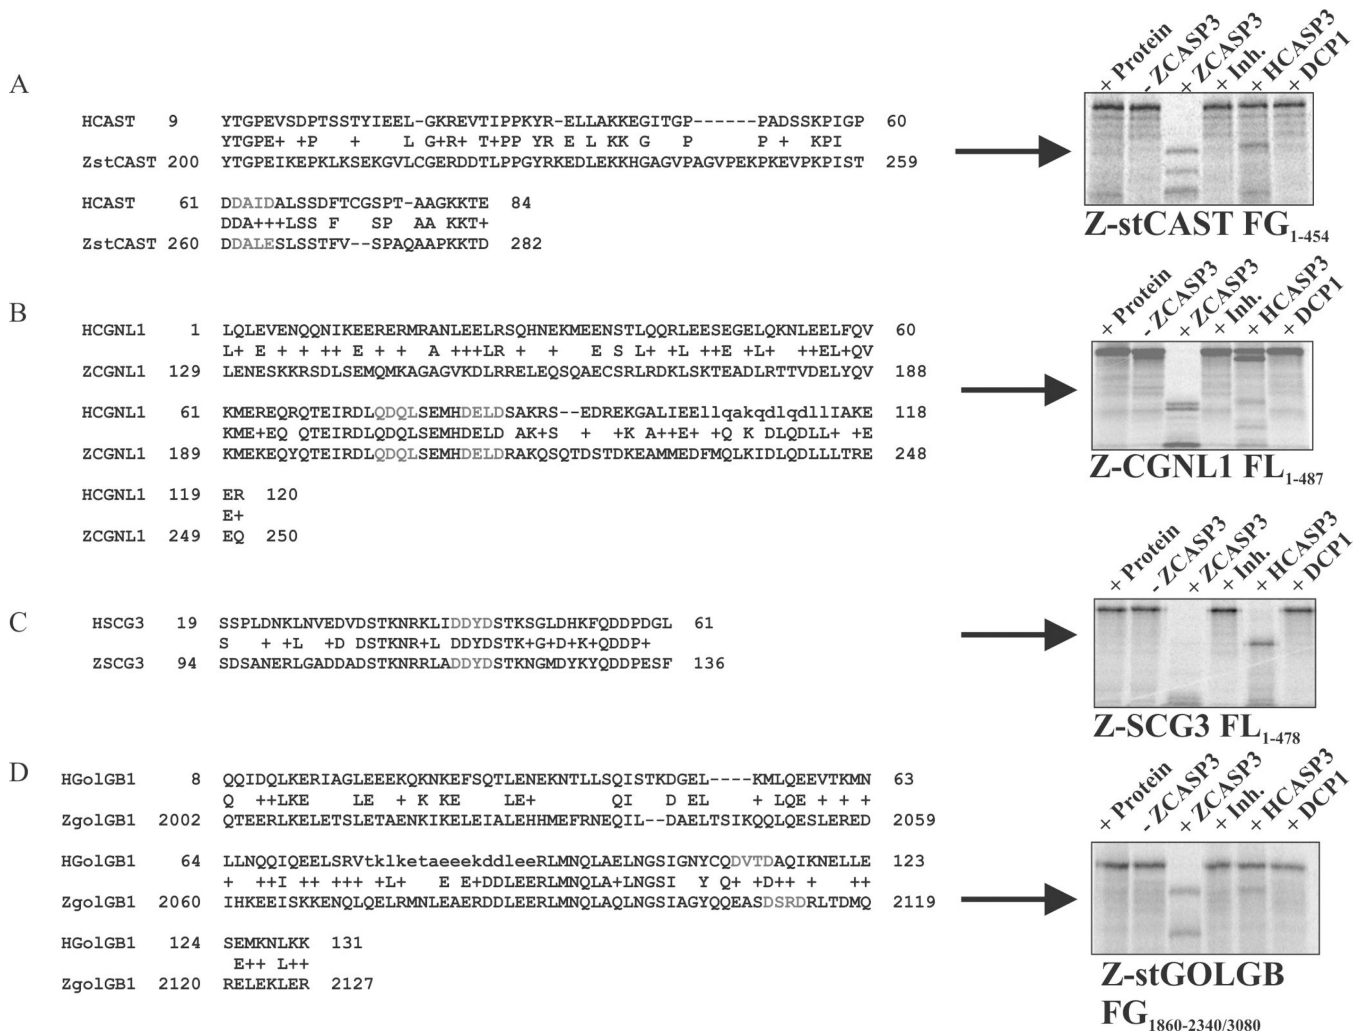 A
HCAST 9 YTGPEVSDPTSSTYIEEL-GKREVTIPPKYR-ELLAKKEGITGP------PADSSKPIGP 60
YTGPE+ +P + L G+R+ T+PP YR E L KK G P P + KPI
ZstCAST 200 YTGPEIKEPKLKSEKGVLCGERDDTLPPGYRKEDLEKKHGAGVPAGVPEKPKEVPKPIST 259
HCAST 61 DDAIDALSSDFTCGSPT-AAGKKTE 84
DDA+++LSS F SP AA KKT+
ZstCAST 260 DDALESLSSTFV--SPAQAAPKKTD 282
+ Protein
- ZCASP3
+ ZCASP3
+ Inh.
+ HCASP3
+ DCP1
Z-stCAST FG1-454
B
HCGNL1 1 LQLEVENQQNIKEERERMRANLEELRSQHNEKMEENSTLQQRLEESEGELQKNLEELFQV 60
L+ E + + ++ E + + A +++LR + + E S L+ +L ++E +L+ ++EL+QV
ZCGNL1 129 LENESKKRSDLSEMQMKAGAGVKDLRRELEQSQAECSRLRDKLSKTEADLRTTVDELYQV 188
HCGNL1 61 KMEREQRQTEIRDLQDQLSEMHDELDSAKRS--EDREKGALIEEllqakqdlqdllIAKE 118
KME+EQ QTEIRDLQDQLSEMHDELD AK+S + +K A++E+ +Q K DLQDLL+ +E
ZCGNL1 189 KMEKEQYQTEIRDLQDQLSEMHDELDRAKQSQTDSTDKEAMMEDFMQLKIDLQDLLLTRE 248
HCGNL1 119 ER 120
E+
ZCGNL1 249 EQ 250
+ Protein
- ZCASP3
+ ZCASP3
+ Inh.
+ HCASP3
+ DCP1
Z-CGNL1 FL1-487
C
HSCG3 19 SSPLDNKLNVEDVDSTKNRKLIDDYDSTKSGLDHKFQDDPDGL 61
S + +L +D DSTKNR+L DDYDSTK+G+D+K+QDDP+
ZSCG3 94 SDSANERLGADDADSTKNRRLADDYDSTKNGMDYKYQDDPESF 136
+ Protein
- ZCASP3
+ ZCASP3
+ Inh.
+ HCASP3
+ DCP1
Z-SCG3 FL1-478
D
HGolGB1 8 QQIDQLKERIAGLEEEKQKNKEFSQTLENEKNTLLSQISTKDGEL----KMLQEEVTKMN 63
Q ++LKE LE + K KE LE+ QI D EL + LQE + + +
ZgolGB1 2002 QTEERLKELETSLETAENKIKELEIALEHHMEFRNEQIL--DAELTSIKQQLQESLERED 2059
HGolGB1 64 LLNQQIQEELSRVtklketaeeekddleeRLMNQLAELNGSIGNYCQDVTDAQIKNELLE 123
+ ++I ++ +++ +L+ E E+DDLEERLMNQLA+LNGSI Y Q+ +D++ + ++
ZgolGB1 2060 IHKEEISKKENQLQELRMNLEAERDDLEERLMNQLAQLNGSIAGYQQEASDSRDRLTDMQ 2119
HGolGB1 124 SEMKNLKK 131
E++ L++
ZgolGB1 2120 RELEKLER 2127
+ Protein
- ZCASP3
+ ZCASP3
+ Inh.
+ HCASP3
+ DCP1
Z-stGOLGB
FG1860-2340/3080